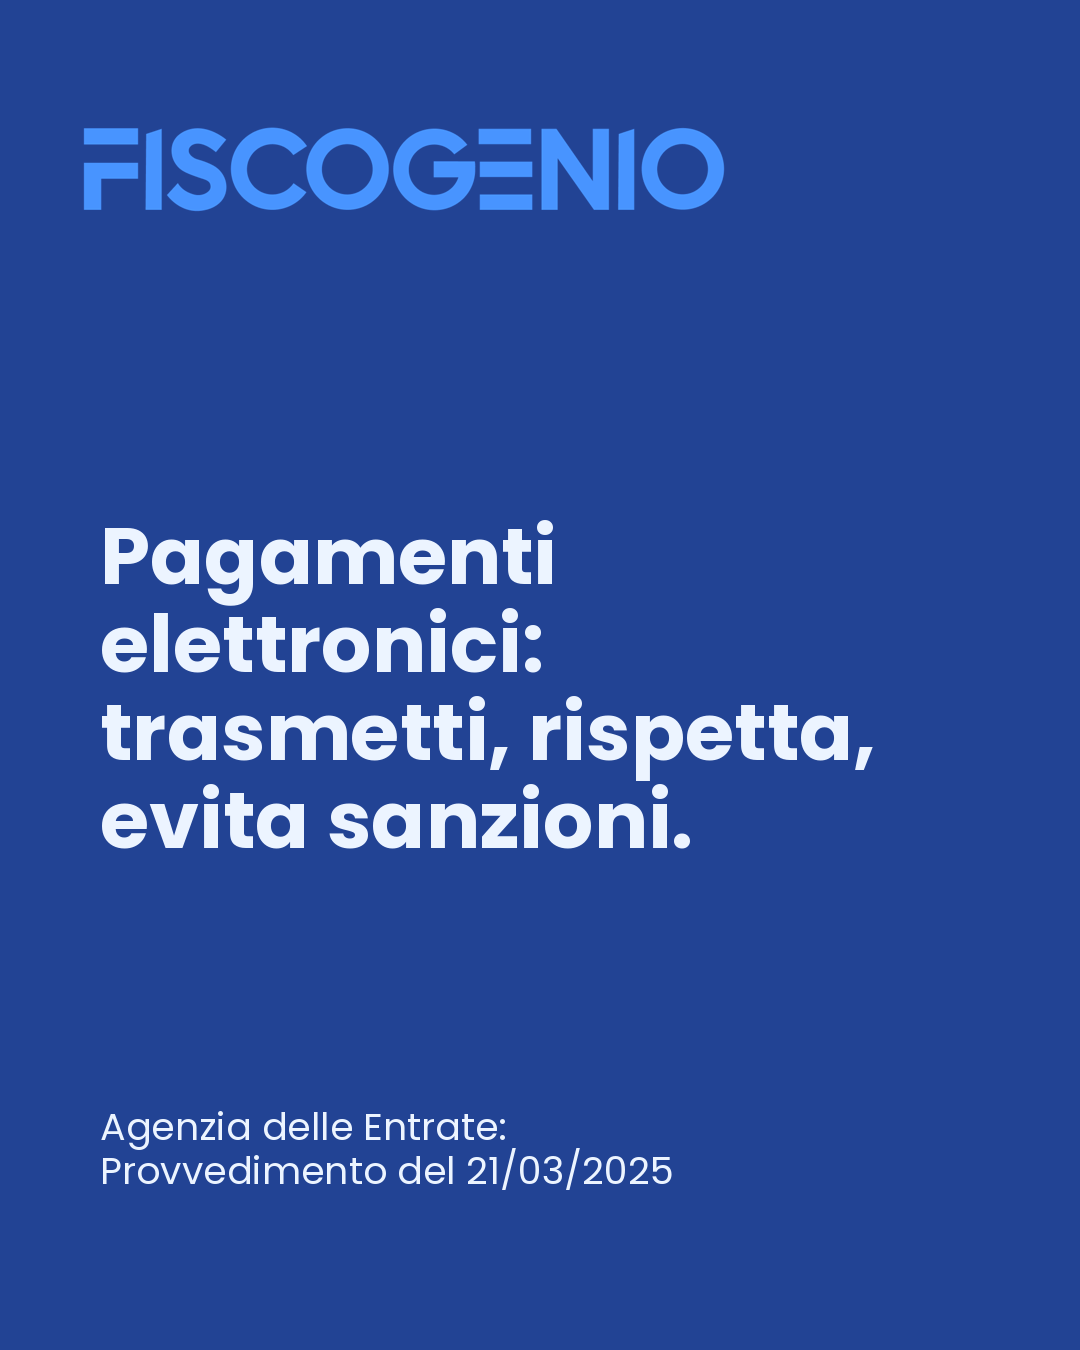 FISCOGENIO
Pagamenti
elettronici:
trasmetti, rispetta,
evita sanzioni.
Agenzia delle Entrate:
Provvedimento del 21/03/2025